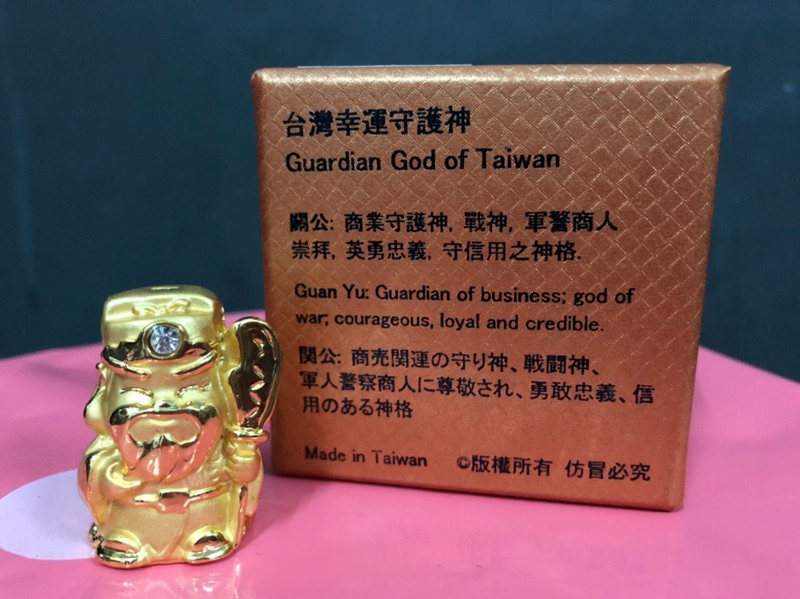 台灣幸運守護神
Guardian God of Taiwan
關公: 商業守護神, 戰神, 軍警商人
崇拜, 英勇忠義, 守信用之神格.
Guan Yu: Guardian of business; god of
war; courageous, loyal and credible.
関公: 商売関運の守り神、戦闘神、
軍人警察商人に尊敬され、勇敢忠義、信
用のある神格
Made in Taiwan ©版權所有 仿冒必究